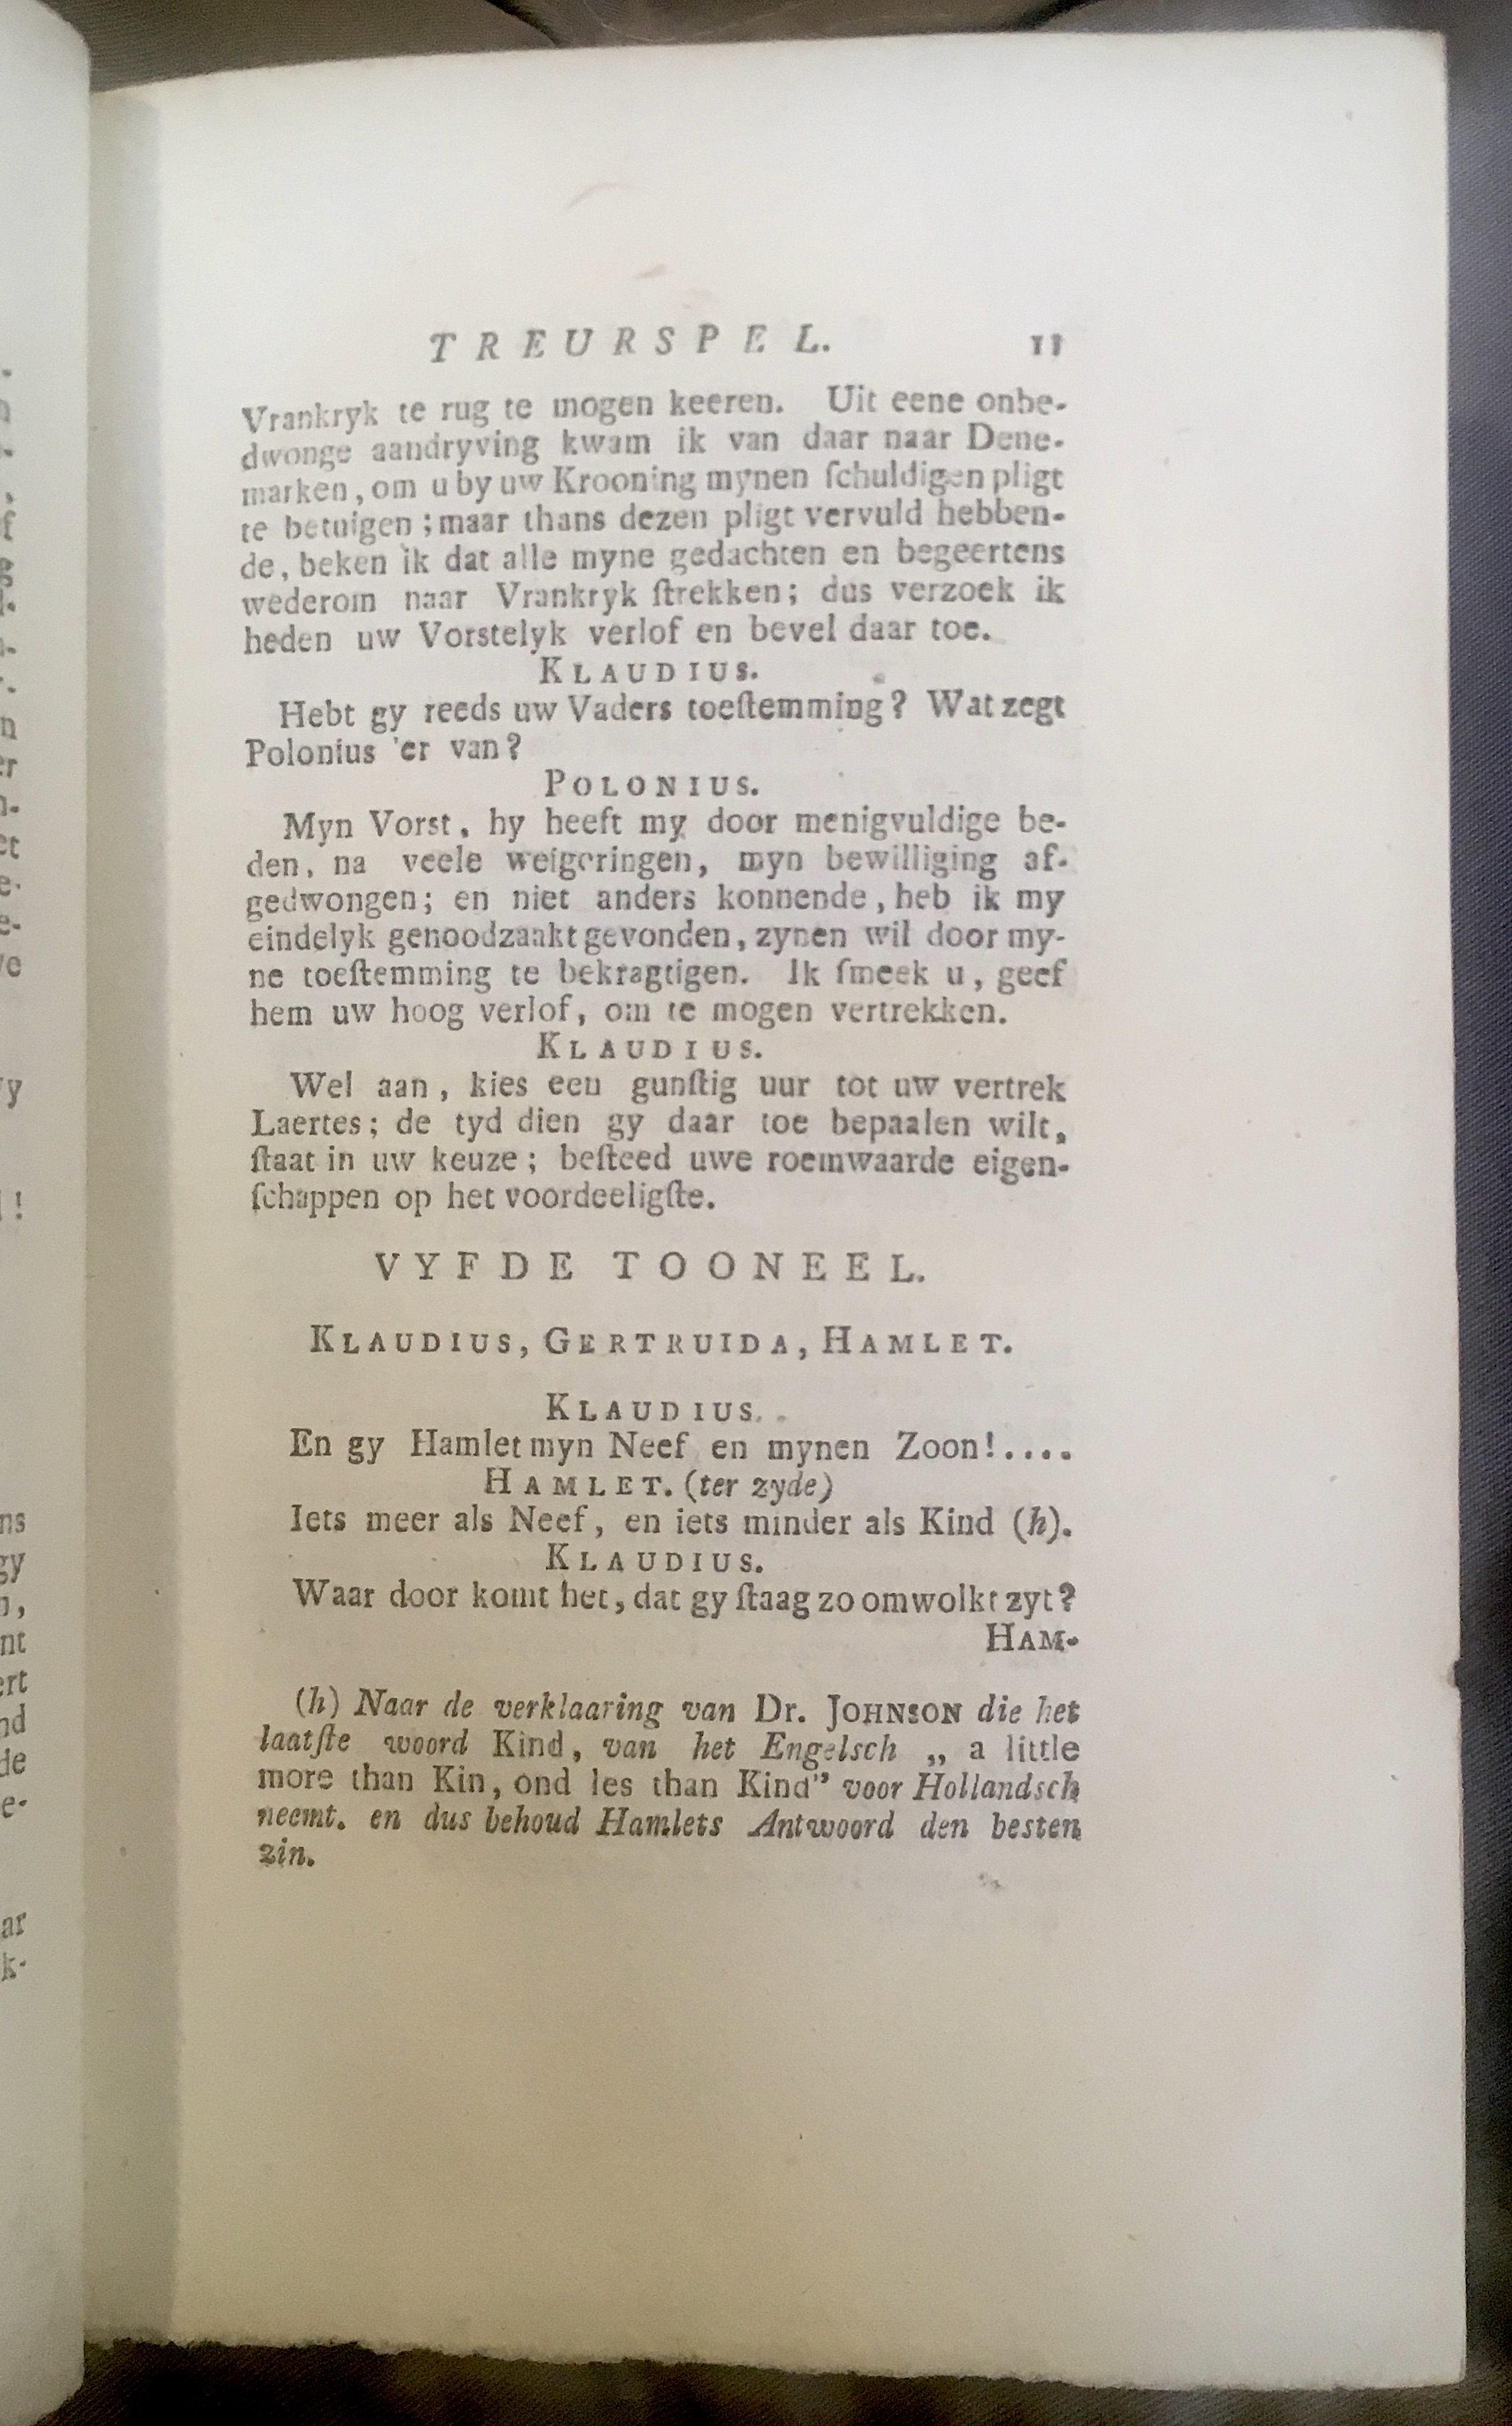 TREURSPEL. 11
Vrankryk te rug te mogen keeren. Uit eene onbe-
dwonge aandryving kwam ik van daar naar Dene-
marken, om u by uw Krooning mynen ſchuldigen pligt
te betuigen; maar thans dezen pligt vervuld hebben-
de, beken ik dat alle myne gedachten en begeertens
wederom naar Vrankryk ſtrekken; dus verzoek ik
heden uw Vorstelyk verlof en bevel daar toe.
KLAUDIUS.
Hebt gy reeds uw Vaders toeſtemming? Wat zegt
Polonius 'er van?
POLONIUS.
Myn Vorst, hy heeft my door menigvuldige be-
den, na veele weigeringen, myn bewilliging af-
gedwongen; en niet anders konnende, heb ik my
eindelyk genoodzaakt gevonden, zynen wil door my-
ne toeſtemming te bekragtigen. Ik ſmeek u, geef
hem uw hoog verlof, om te mogen vertrekken.
KLAUDIUS.
Wel aan, kies een gunſtig uur tot uw vertrek
Laertes; de tyd dien gy daar toe bepaalen wilt,
ſtaat in uw keuze; beſteed uwe roemwaarde eigen-
ſchappen op het voordeeligſte.
VYFDE TOONEEL.
KLAUDIUS, GERTRUIDA, HAMLET.
KLAUDIUS.
En gy Hamlet myn Neef en mynen Zoon!....
HAMLET. (ter zyde)
Iets meer als Neef, en iets minder als Kind (h).
KLAUDIUS.
Waar door komt het, dat gy ſtaag zo omwolkt zyt?
HAM-
(h) Naar de verklaaring van Dr. JOHNSON die het
laatſte woord Kind, van het Engelsch „ a little
more than Kin, ond les than Kind" voor Hollandsch
neemt. en dus behoud Hamlets Antwoord den besten
zin.